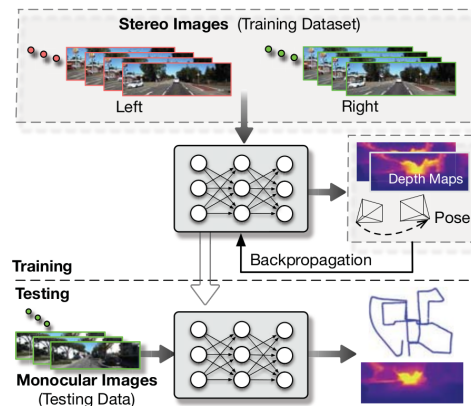 Stereo Images (Training Dataset)
Left
Right
Depth Maps
Pose
Backpropagation
Training
Testing
Monocular Images
(Testing Data)